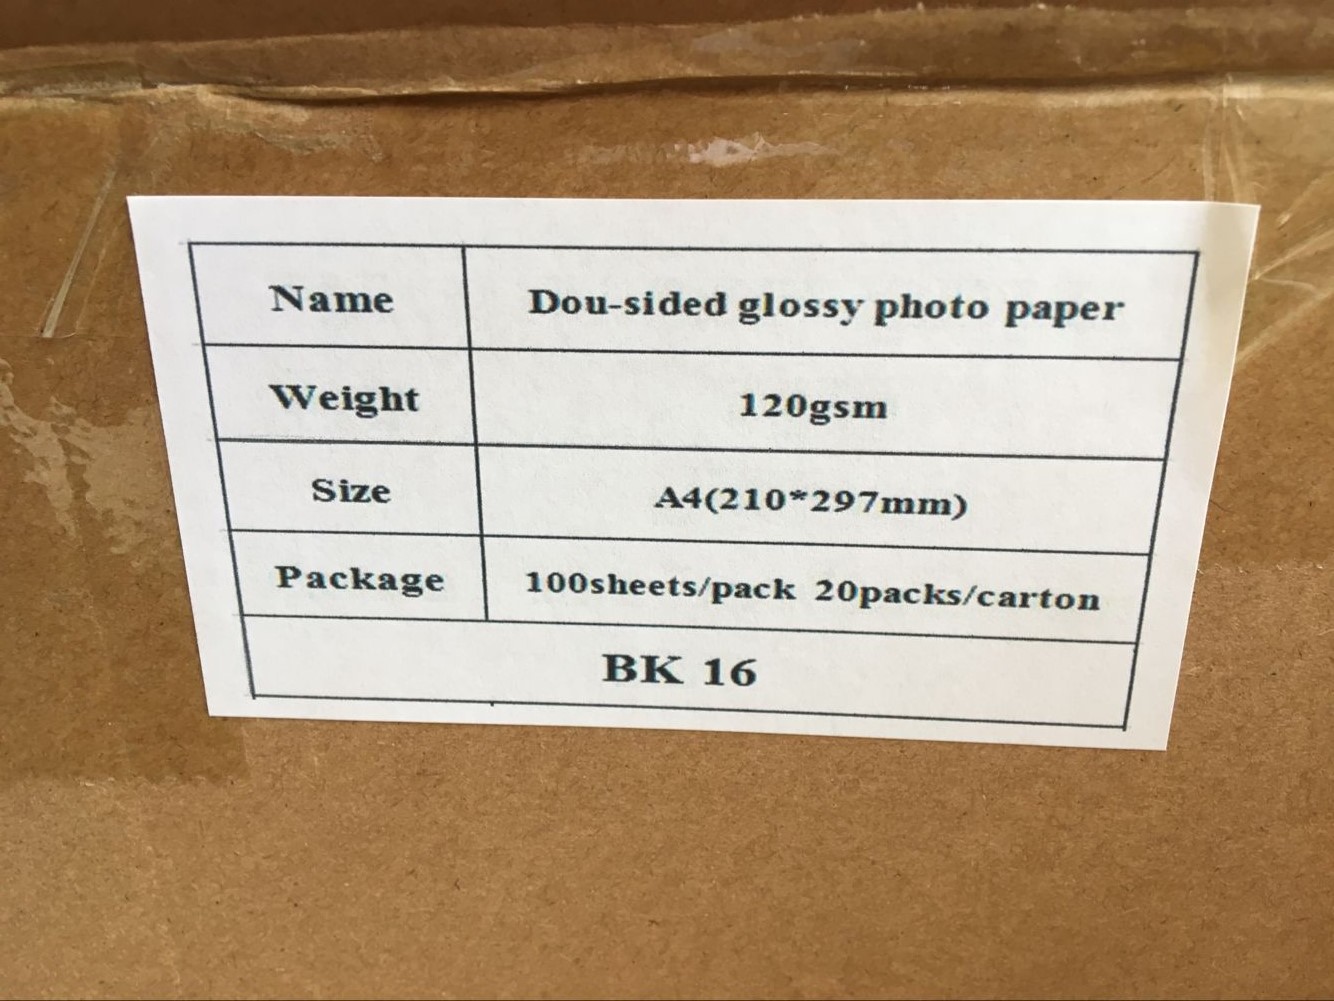 Name Dou-sided glossy photo paper
Weight 120gsm
Size A4(210*297mm)
Package 100sheets/pack 20packs/carton
BK 16